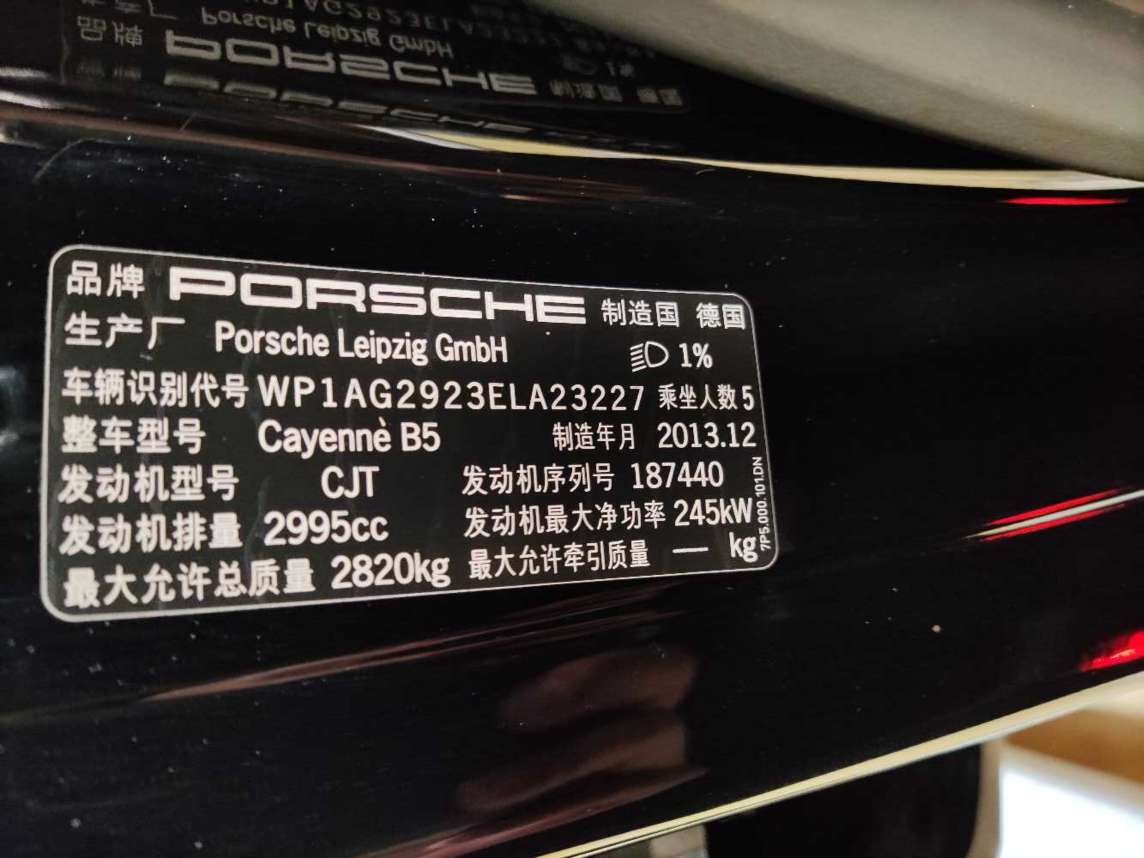 品牌 PORSCHE 制造国 德国
生产厂 Porsche Leipzig GmbH 1%
车辆识别代号 WP1AG2923ELA23227 乘坐人数 5
整车型号 Cayennè B5 制造年月 2013.12
发动机型号 CJT 发动机序列号 187440
发动机排量 2995cc 发动机最大净功率 245kW
最大允许总质量 2820kg 最大允许牵引质量 — kg
7P5.000.101.DN